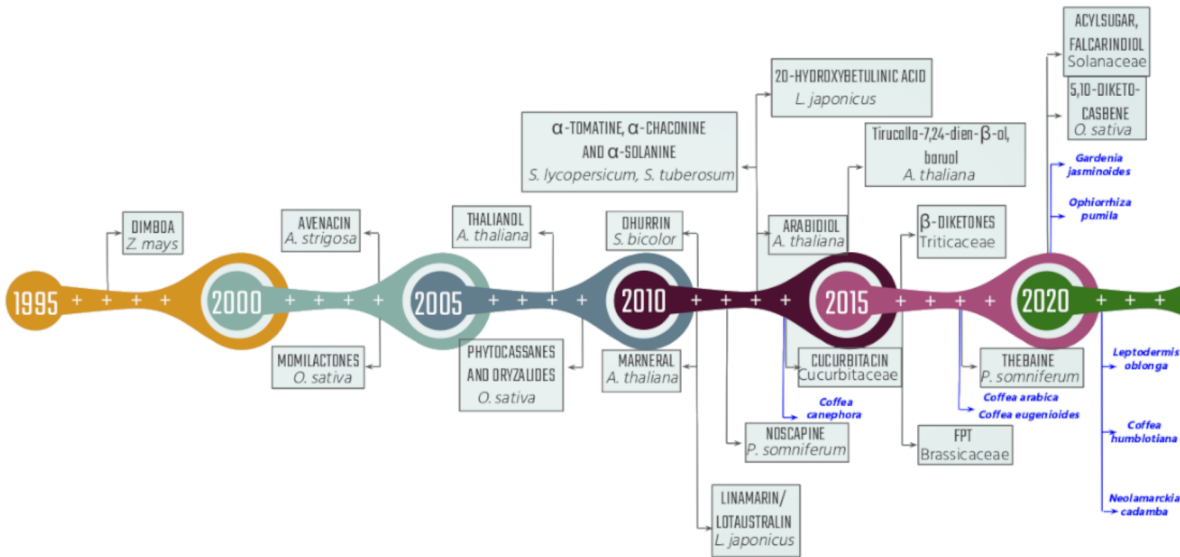 ACYLSUGAR,
FALCARINDIOL
Solanaceae
20-HYDROXYBETULINIC ACID
L. japonicus
5,10-DIKETO-
CASBENE
O. sativa
α-TOMATINE, α-CHACONINE
AND α-SOLANINE
S. lycopersicum, S. tuberosum
Tirucalla-7,24-dien-β-ol,
baruol
A. thaliana
Gardenia
jasminoides
Ophiorrhiza
pumila
DIMBOA
Z. mays
AVENACIN
A. strigosa
THALIANOL
A. thaliana
DHURRIN
S. bicolor
ARABIDIOL
A. thaliana
β-DIKETONES
Triticaceae
1995
+ + + +
2000
+ + + +
2005
+ + + +
2010
+ + +
2015
+ + + +
2020
+ + +
MOMILACTONES
O. sativa
PHYTOCASSANES
AND ORYZALIDES
O. sativa
MARNERAL
A. thaliana
CUCURBITACIN
Cucurbitaceae
THEBAINE
P. somniferum
Leptodermis
oblonga
Coffea
canephora
Coffea arabica
Coffea eugenioides
NOSCAPINE
P. somniferum
FPT
Brassicaceae
Coffea
humblotiana
LINAMARIN/
LOTAUSTRALIN
L. japonicus
Neolamarckia
cadamba